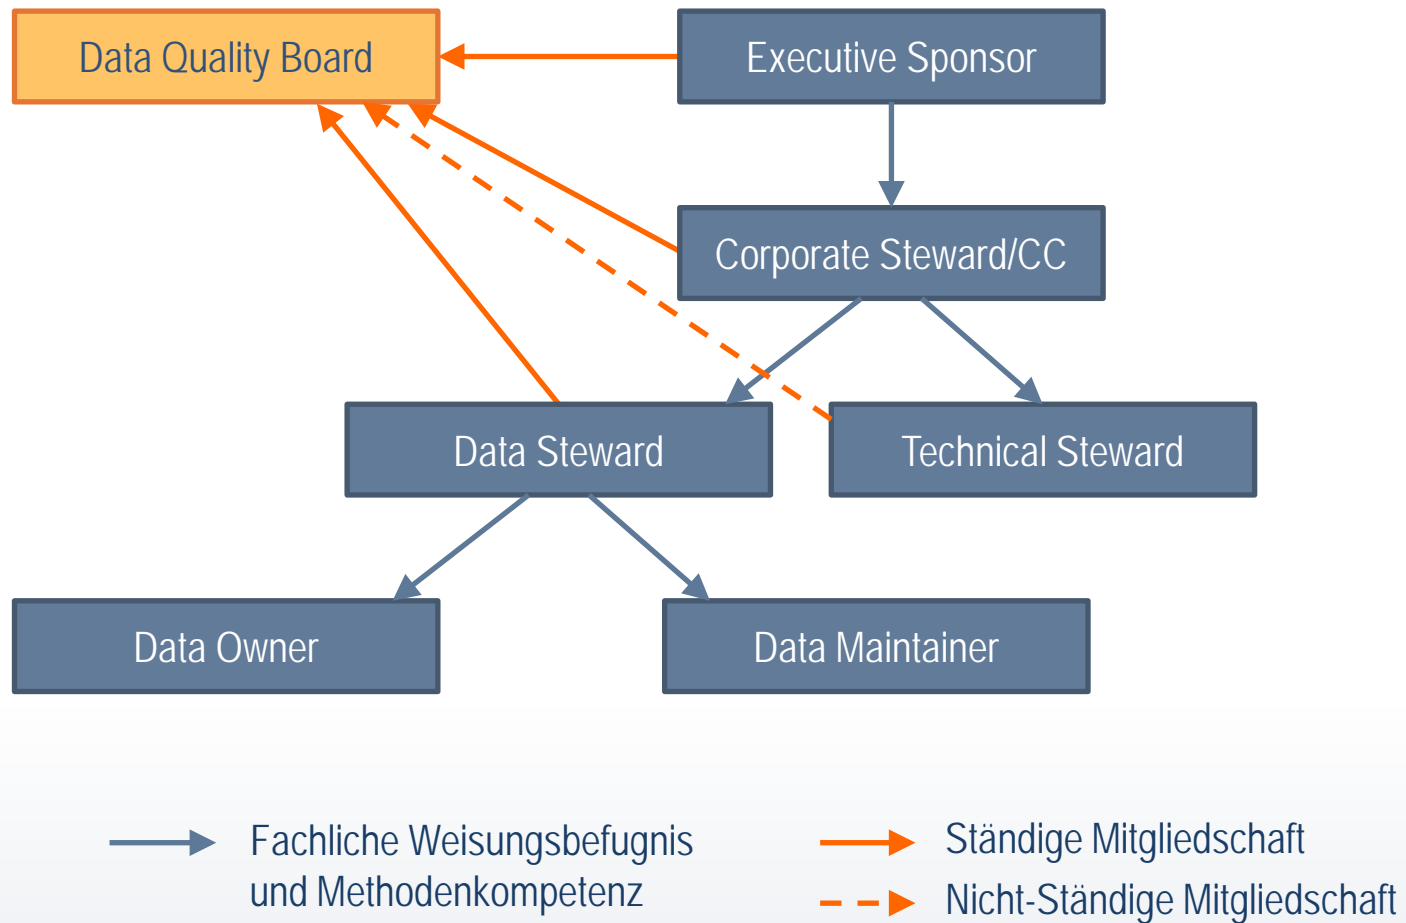 Data Quality Board
Executive Sponsor
Corporate Steward/CC
Data Steward
Technical Steward
Data Owner
Data Maintainer
Fachliche Weisungsbefugnis
und Methodenkompetenz
Ständige Mitgliedschaft
Nicht-Ständige Mitgliedschaft